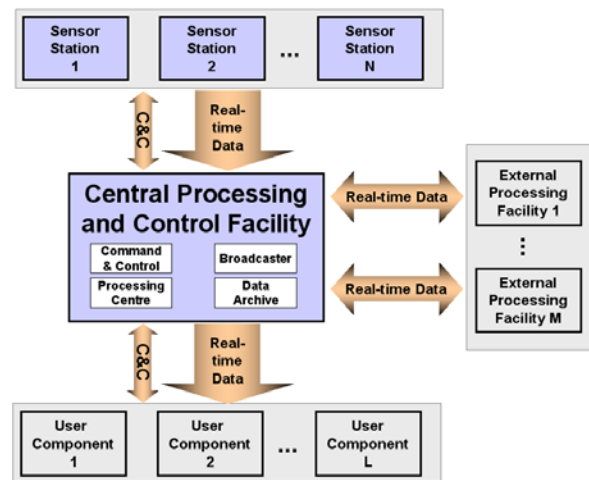 Sensor
Station
1
Sensor
Station
2
...
Sensor
Station
N
C&C
Real-
time
Data
Central Processing
and Control Facility
Command
& Control
Broadcaster
Processing
Centre
Data
Archive
Real-time Data
Real-time Data
External
Processing
Facility 1
...
External
Processing
Facility M
C&C
Real-
time
Data
User
Component
1
User
Component
2
...
User
Component
L